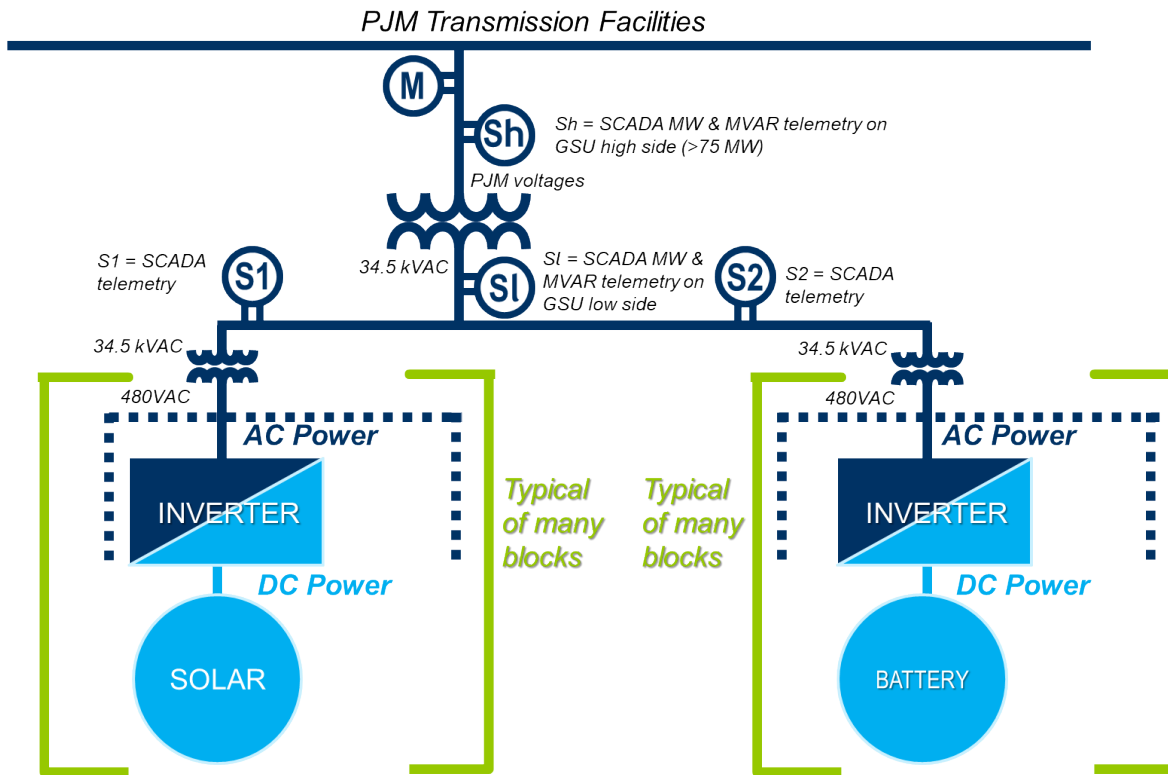 PJM Transmission Facilities
M
Sh
Sh = SCADA MW & MVAR telemetry on
GSU high side (>75 MW)
PJM voltages
34.5 kVAC
S1 = SCADA
telemetry
S1
Sl
Sl = SCADA MW &
MVAR telemetry on
GSU low side
S2
S2 = SCADA
telemetry
34.5 kVAC
480VAC
AC Power
INVERTER
DC Power
SOLAR
Typical
of many
blocks
Typical
of many
blocks
34.5 kVAC
480VAC
AC Power
INVERTER
DC Power
BATTERY